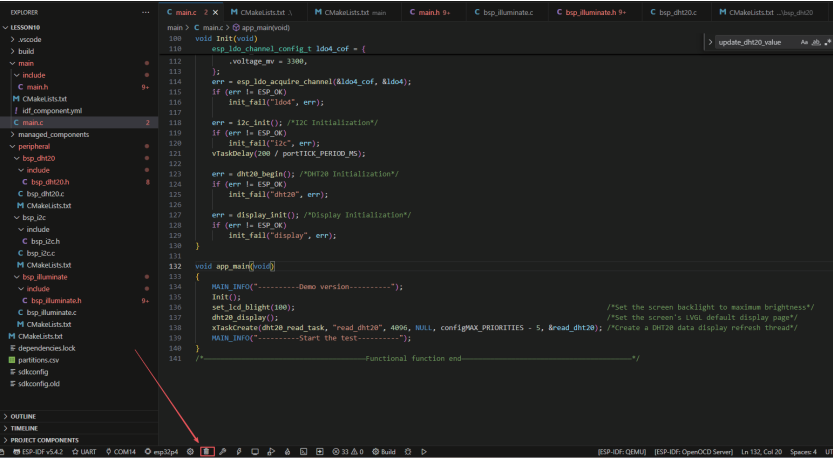 EXPLORER
LESSON10
.vscode
build
main
include
C main.h 9+
M CMakeLists.txt
! idf_component.yml
C main.c 2
managed_components
peripheral
bsp_dht20
include
C bsp_dht20.h 8
C bsp_dht20.c
M CMakeLists.txt
bsp_i2c
include
C bsp_i2c.h
C bsp_i2c.c
M CMakeLists.txt
bsp_illuminate
include
C bsp_illuminate.h 9+
C bsp_illuminate.c
M CMakeLists.txt
M CMakeLists.txt
dependencies.lock
partitions.csv
sdkconfig
sdkconfig.old
OUTLINE
TIMELINE
PROJECT COMPONENTS
C main.c 2 × M CMakeLists.txt .\ M CMakeLists.txt main C main.h 9+ C bsp_illuminate.c C bsp_illuminate.h 9+ C bsp_dht20.c M CMakeLists.txt ...\bsp_dht20
main > C main.c > app_main(void)
update_dht20_value Aa ab .*
108 void Init(void)
110 esp_ldo_channel_config_t ldo4_cof = {
112 .voltage_mv = 3300,
113 };
114 err = esp_ldo_acquire_channel(&ldo4_cof, &ldo4);
115 if (err != ESP_OK)
116 init_fail("ldo4", err);
117
118 err = i2c_init(); /*I2C Initialization*/
119 if (err != ESP_OK)
120 init_fail("i2c", err);
121 vTaskDelay(200 / portTICK_PERIOD_MS);
122
123 err = dht20_begin(); /*DHT20 Initialization*/
124 if (err != ESP_OK)
125 init_fail("dht20", err);
126
127 err = display_init(); /*Display Initialization*/
128 if (err != ESP_OK)
129 init_fail("display", err);
130 }
131
132 void app_main(void)
133 {
134 MAIN_INFO("----------Demo version----------");
135 Init();
136 set_lcd_blight(100); /*Set the screen backlight to maximum brightness*/
137 dht20_display(); /*Set the screen's LVGL default display page*/
138 xTaskCreate(dht20_read_task, "read_dht20", 4096, NULL, configMAX_PRIORITIES - 5, &read_dht20); /*Create a DHT20 data display refresh thread*/
139 MAIN_INFO("----------Start the test----------");
140 }
141 /*————————————————Functional function end————————————————*/
ESP-IDF v5.4.2 UART COM14 esp32p4 33 0 Build [ESP-IDF: QEMU] [ESP-IDF: OpenOCD Server] Ln 132, Col 20 Spaces: 4 UT